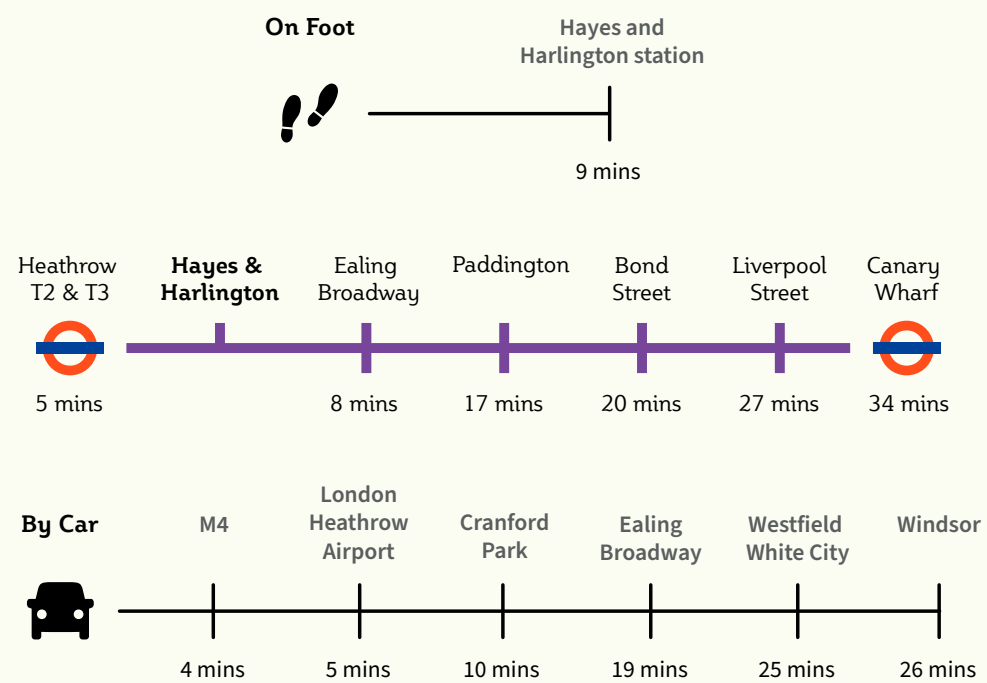 On Foot
Hayes and
Harlington station
9 mins
Heathrow
T2 & T3
Hayes &
Harlington
Ealing
Broadway
Paddington
Bond
Street
Liverpool
Street
Canary
Wharf
5 mins
8 mins
17 mins
20 mins
27 mins
34 mins
By Car
M4
London
Heathrow
Airport
Cranford
Park
Ealing
Broadway
Westfield
White City
Windsor
4 mins
5 mins
10 mins
19 mins
25 mins
26 mins